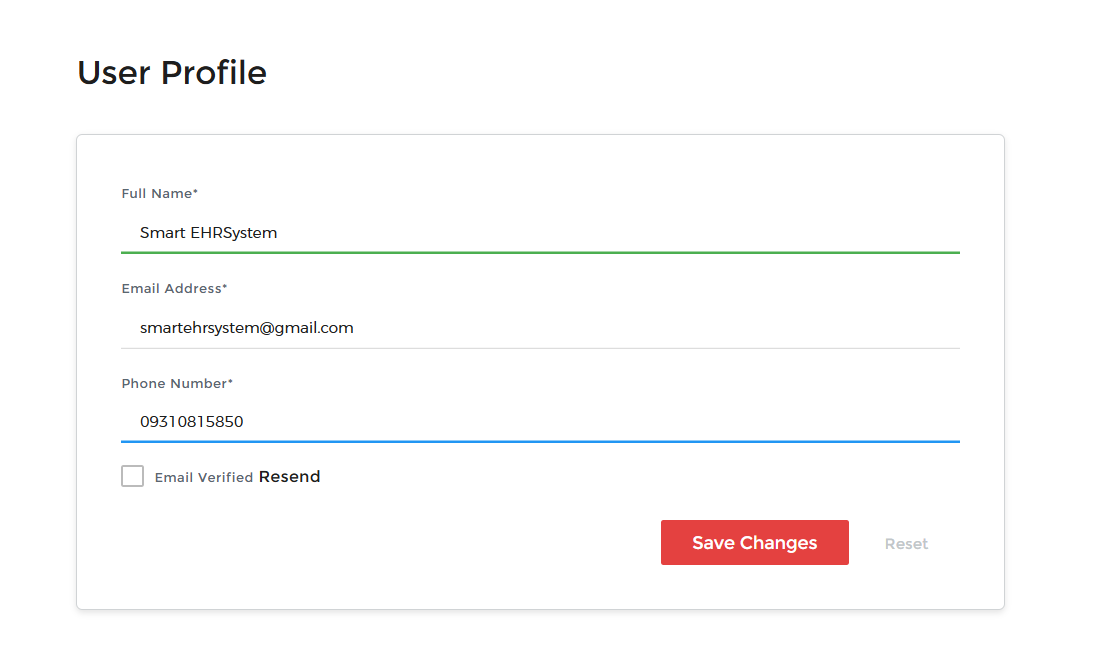 User Profile
Full Name*
Smart EHRSystem
Email Address*
smartehrsystem@gmail.com
Phone Number*
09310815850
Email Verified Resend
Save Changes Reset